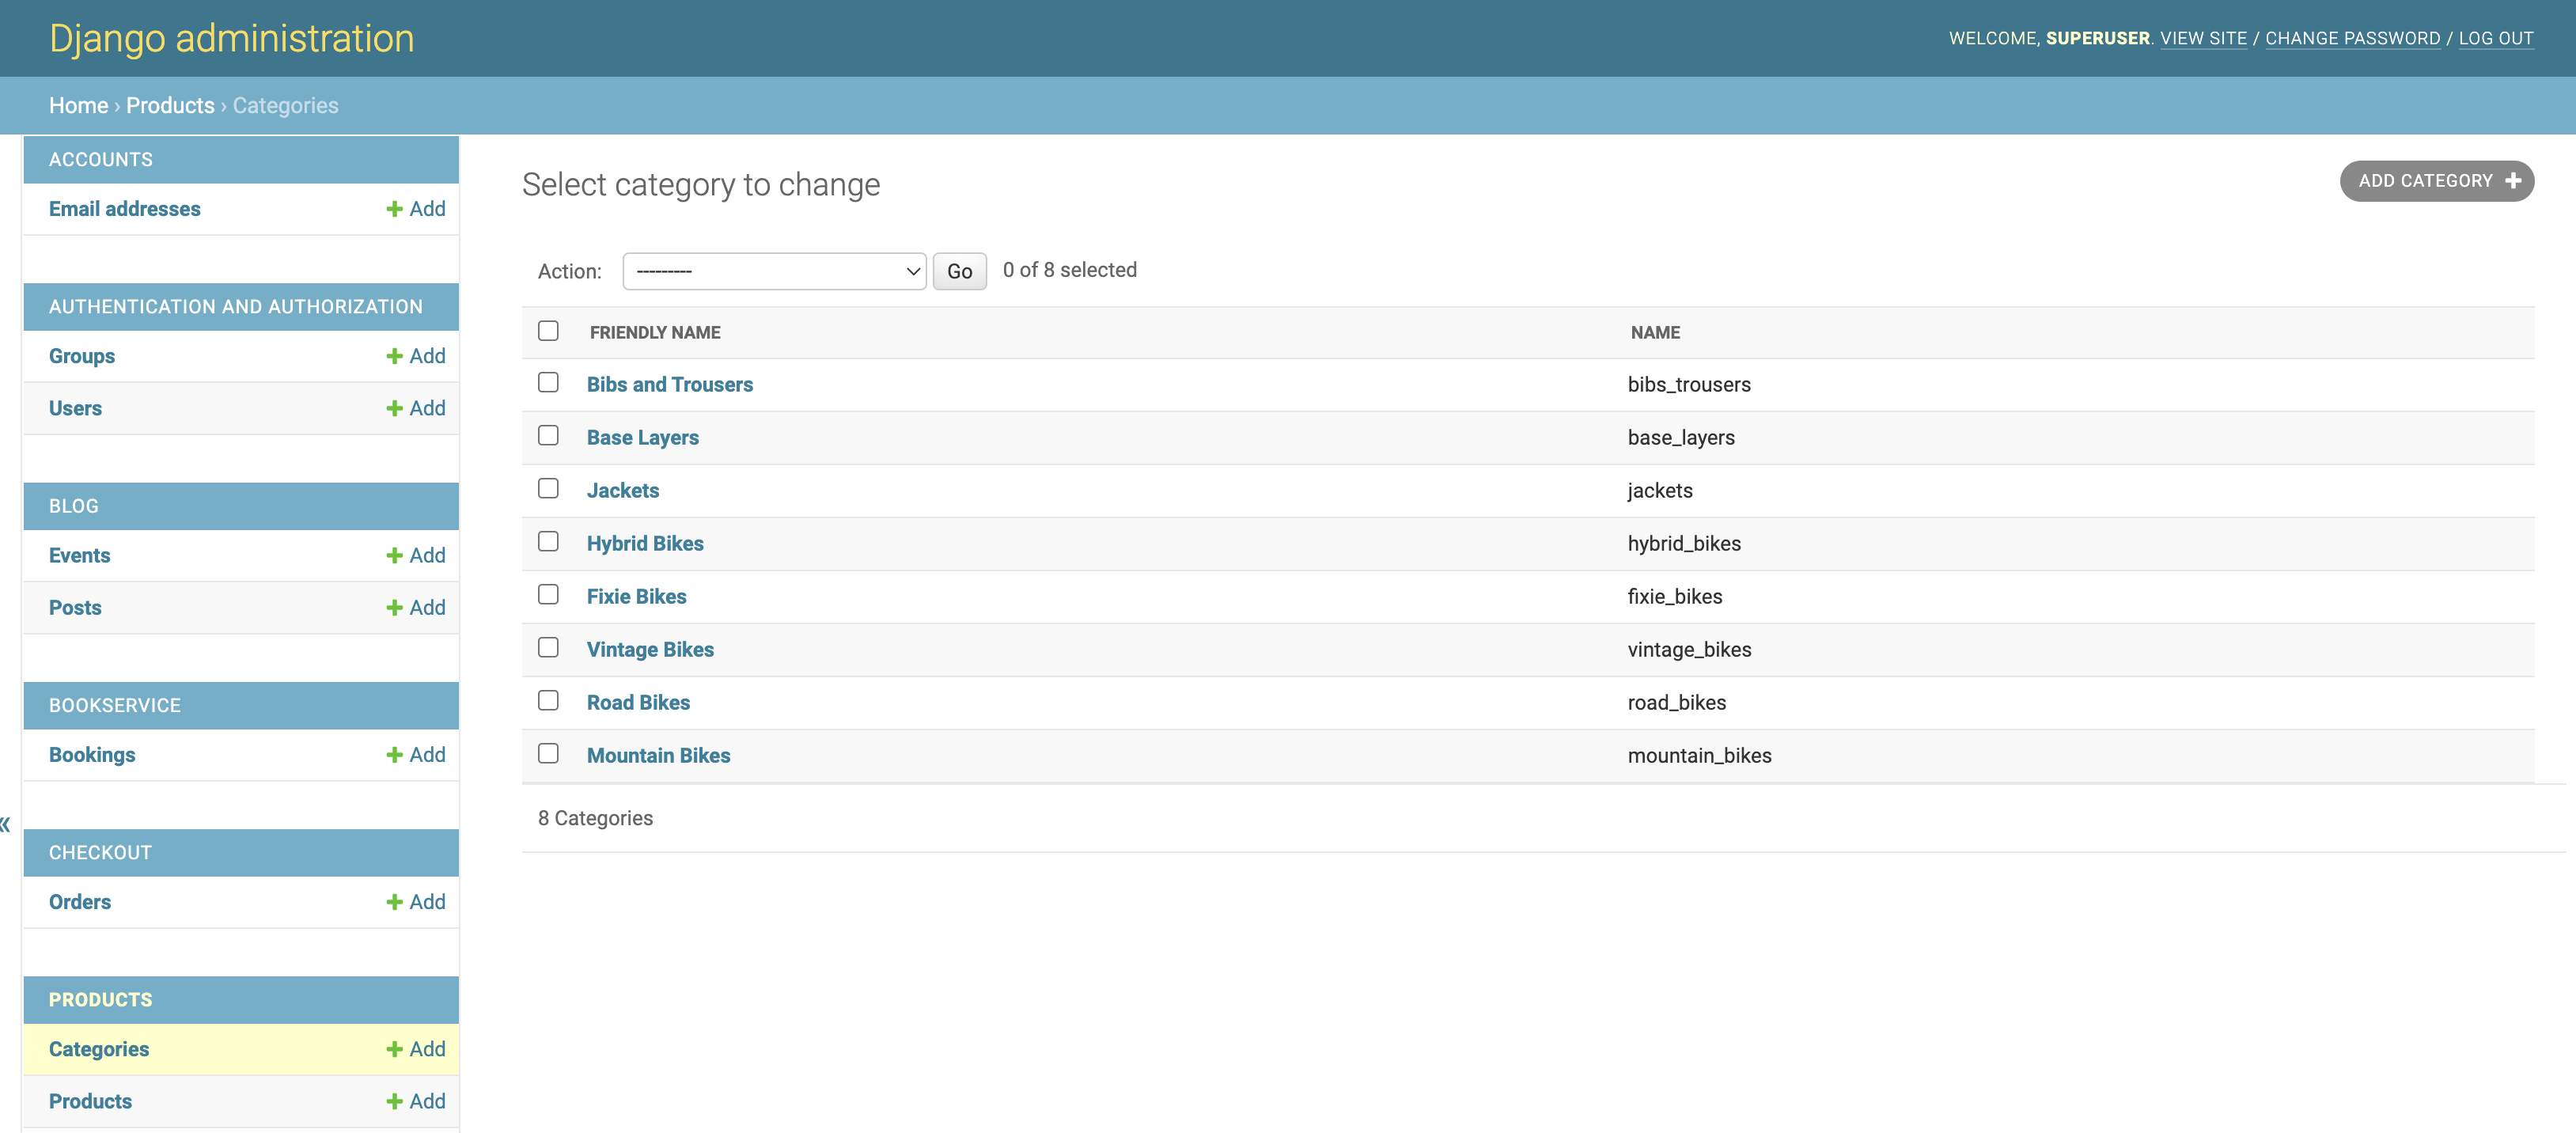 Django administration
WELCOME, SUPERUSER. VIEW SITE / CHANGE PASSWORD / LOG OUT
Home › Products › Categories
ACCOUNTS
Email addresses + Add
AUTHENTICATION AND AUTHORIZATION
Groups + Add
Users + Add
BLOG
Events + Add
Posts + Add
BOOKSERVICE
Bookings + Add
«
CHECKOUT
Orders + Add
PRODUCTS
Categories + Add
Products + Add
Select category to change
ADD CATEGORY +
Action: --------- Go 0 of 8 selected
FRIENDLY NAME NAME
Bibs and Trousers bibs_trousers
Base Layers base_layers
Jackets jackets
Hybrid Bikes hybrid_bikes
Fixie Bikes fixie_bikes
Vintage Bikes vintage_bikes
Road Bikes road_bikes
Mountain Bikes mountain_bikes
8 Categories